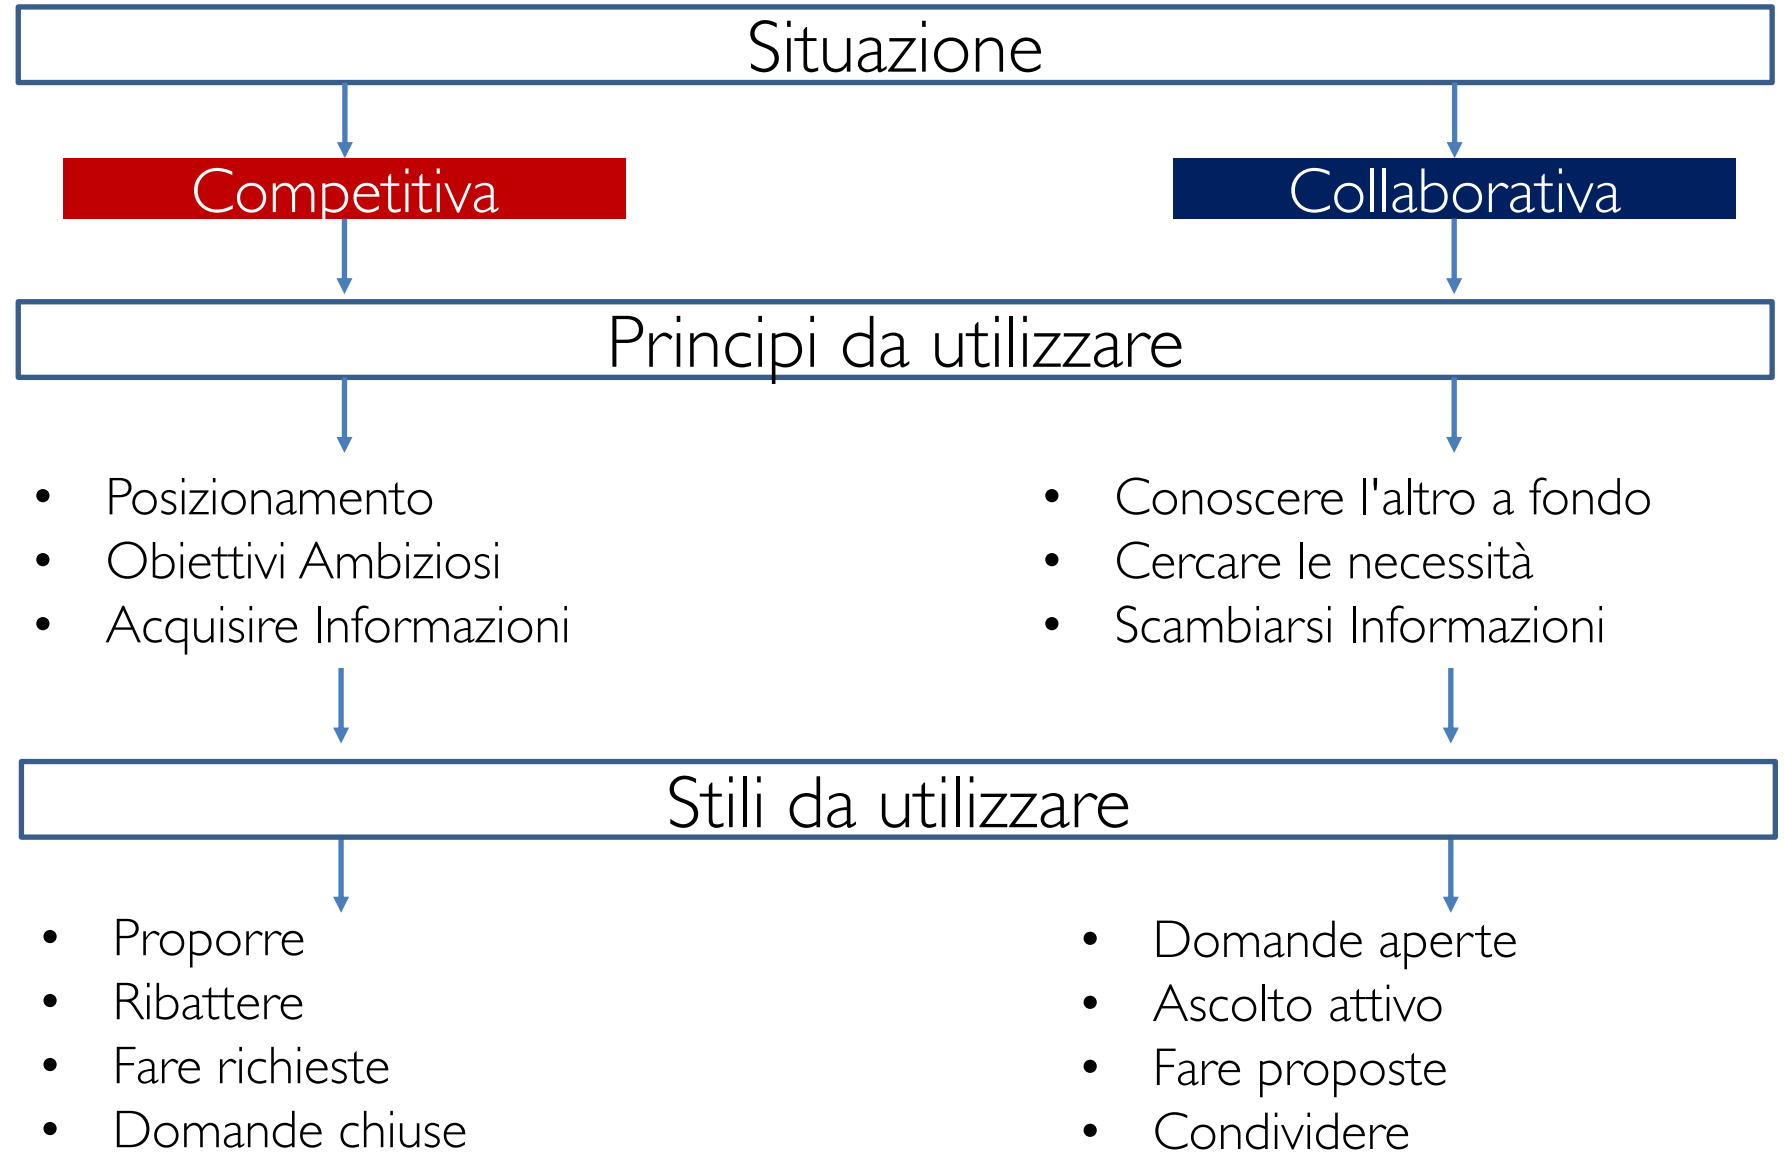 Situazione
Competitiva
Collaborativa
Principi da utilizzare
• Posizionamento
• Obiettivi Ambiziosi
• Acquisire Informazioni
• Conoscere l'altro a fondo
• Cercare le necessità
• Scambiarsi Informazioni
Stili da utilizzare
• Proporre
• Ribattere
• Fare richieste
• Domande chiuse
• Domande aperte
• Ascolto attivo
• Fare proposte
• Condividere